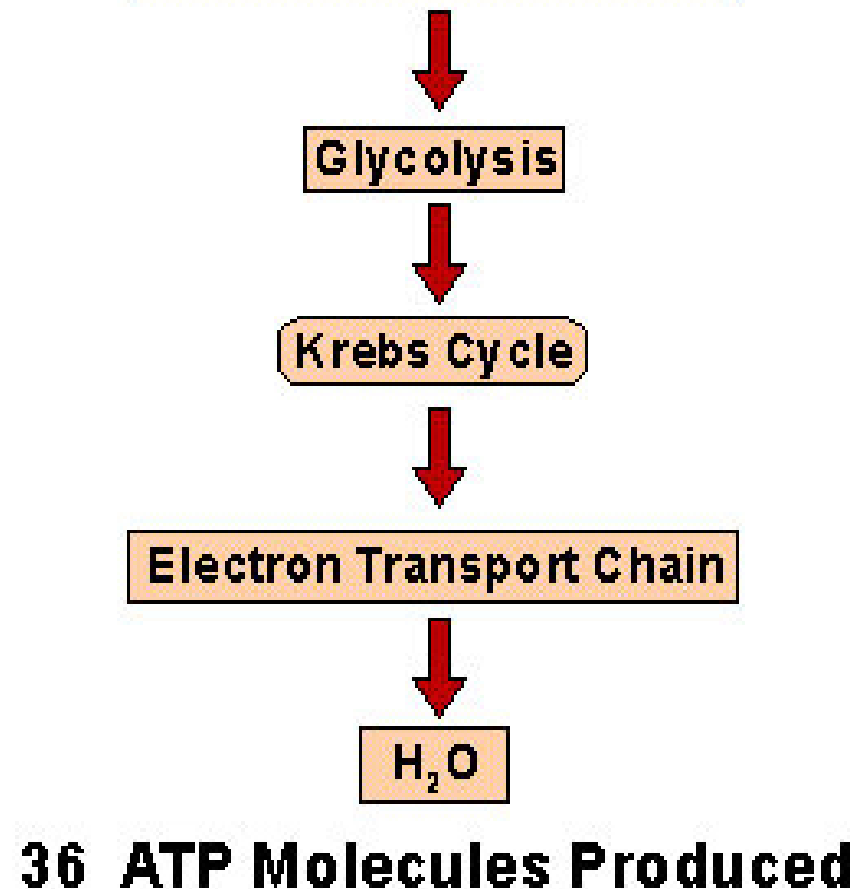 Glycolysis
Krebs Cycle
Electron Transport Chain
H₂O
36 ATP Molecules Produced